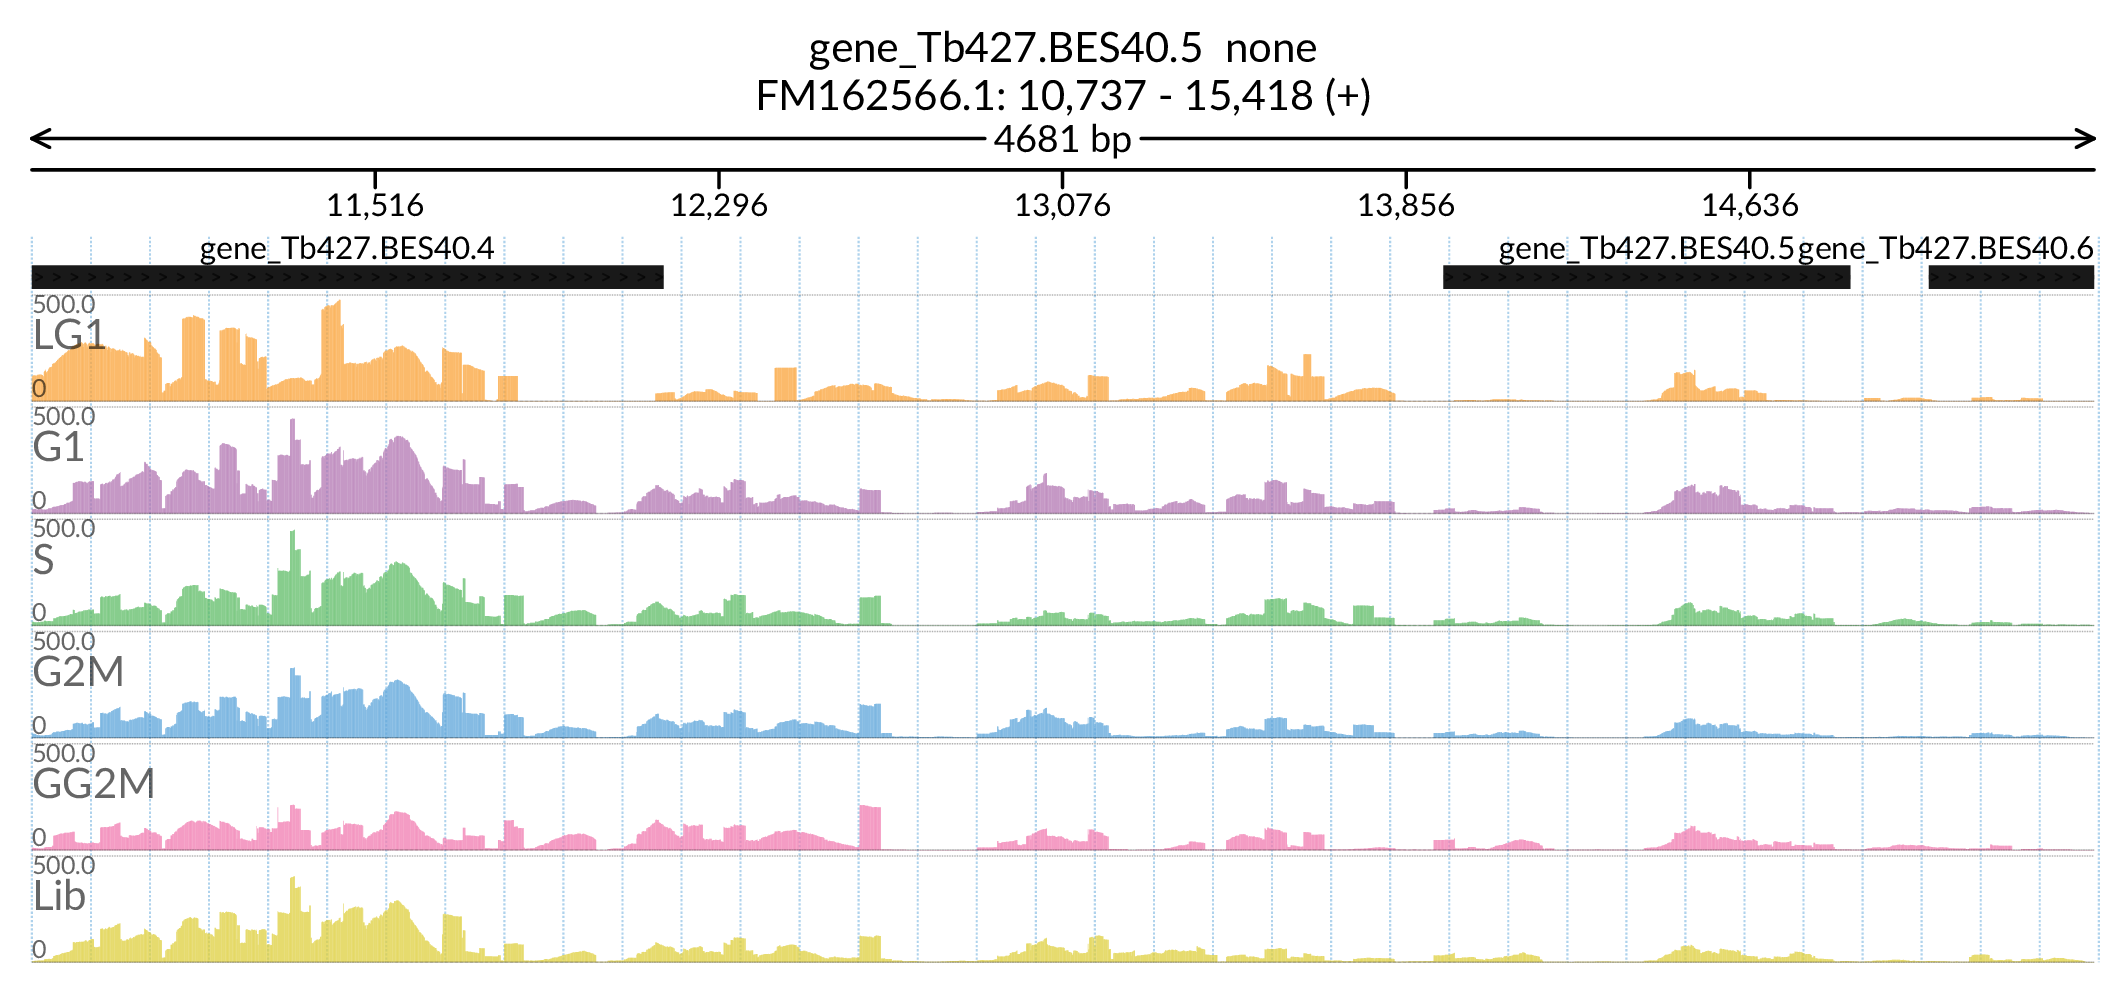 gene_Tb427.BES40.5 none
FM162566.1: 10,737 - 15,418 (+)
4681 bp
11,516 12,296 13,076 13,856 14,636
gene_Tb427.BES40.4 gene_Tb427.BES40.5 gene_Tb427.BES40.6
500.0
LG1
0
500.0
G1
0
500.0
S
0
500.0
G2M
0
500.0
GG2M
0
500.0
Lib
0